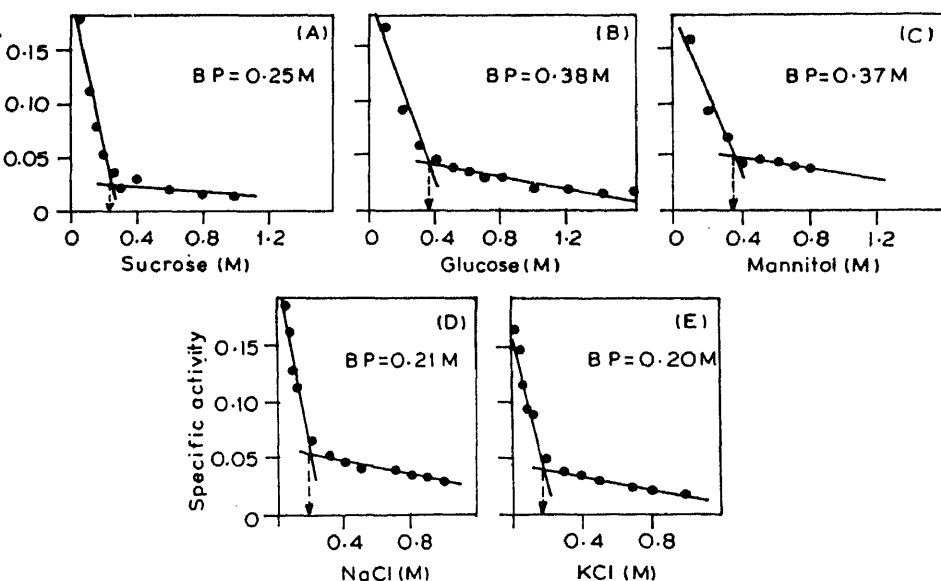 (A)
BP=0.25M
0.15
0.10
0.05
0
0 0.4 0.8 1.2
Sucrose (M)
(B)
BP=0.38M
0 0.4 0.8 1.2
Glucose(M)
(C)
BP=0.37M
0 0.4 0.8 1.2
Mannitol (M)
Specific activity
(D)
BP=0.21M
0.15
0.10
0.05
0
0.4 0.8
NaCl (M)
(E)
BP=0.20M
0.4 0.8
KCl (M)